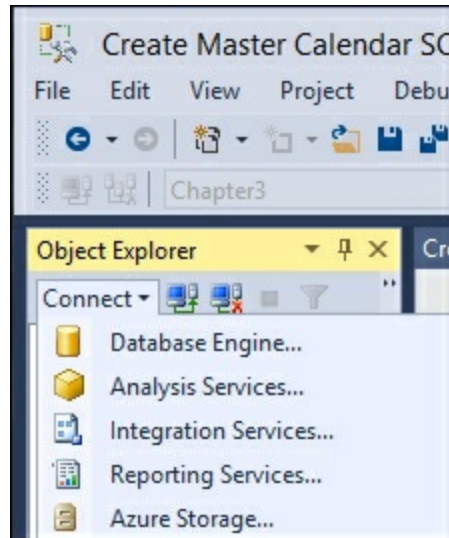 Create Master Calendar SC
File Edit View Project Debu
Chapter3
Object Explorer Cre
Connect
Database Engine...
Analysis Services...
Integration Services...
Reporting Services...
Azure Storage...